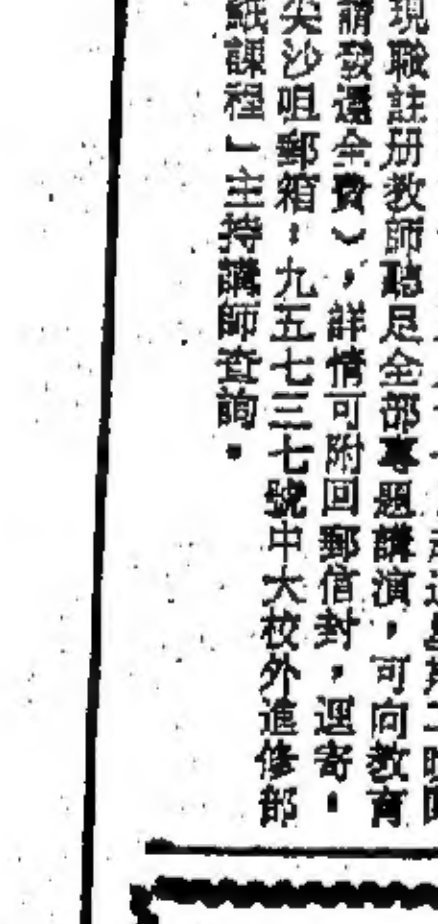 現職註册教師聽足全部專題講演，可向教育
請發還全費），詳情可附回郵信封，逕寄：
尖沙咀郵箱：九五七三七號中大校外進修部
紙課程」主持講師查詢。